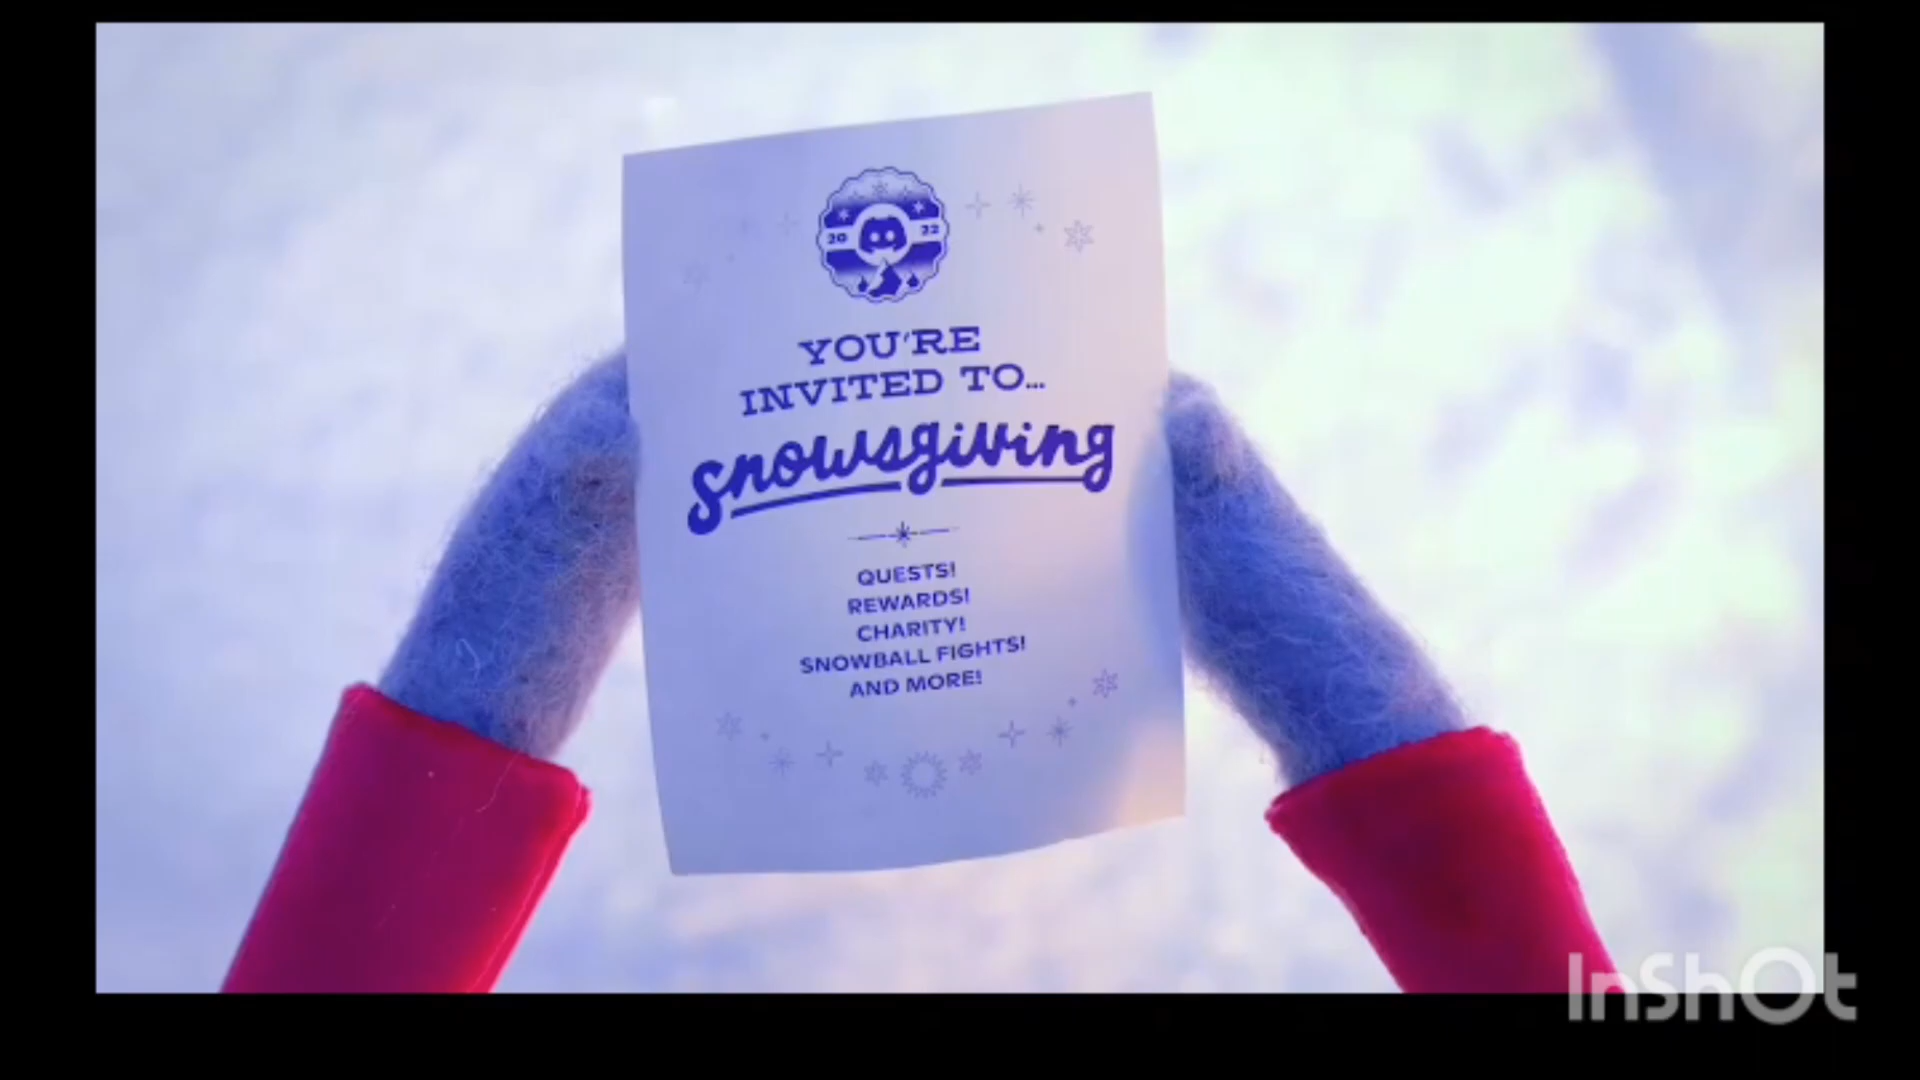 20 22
YOU'RE
INVITED TO...
Snowsgiving
QUESTS!
REWARDS!
CHARITY!
SNOWBALL FIGHTS!
AND MORE!
InShOt